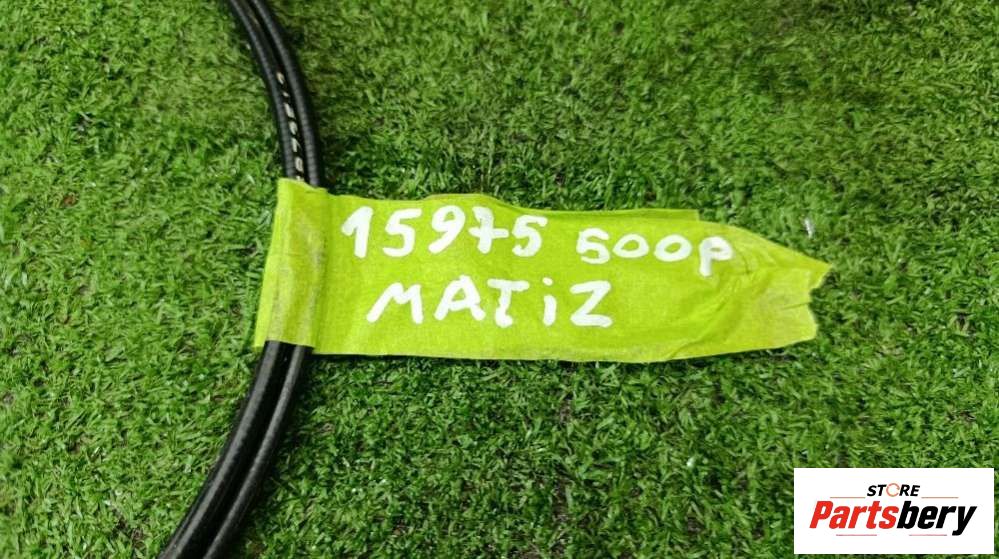 15975 500р
MATiZ
STORE
Partsbery